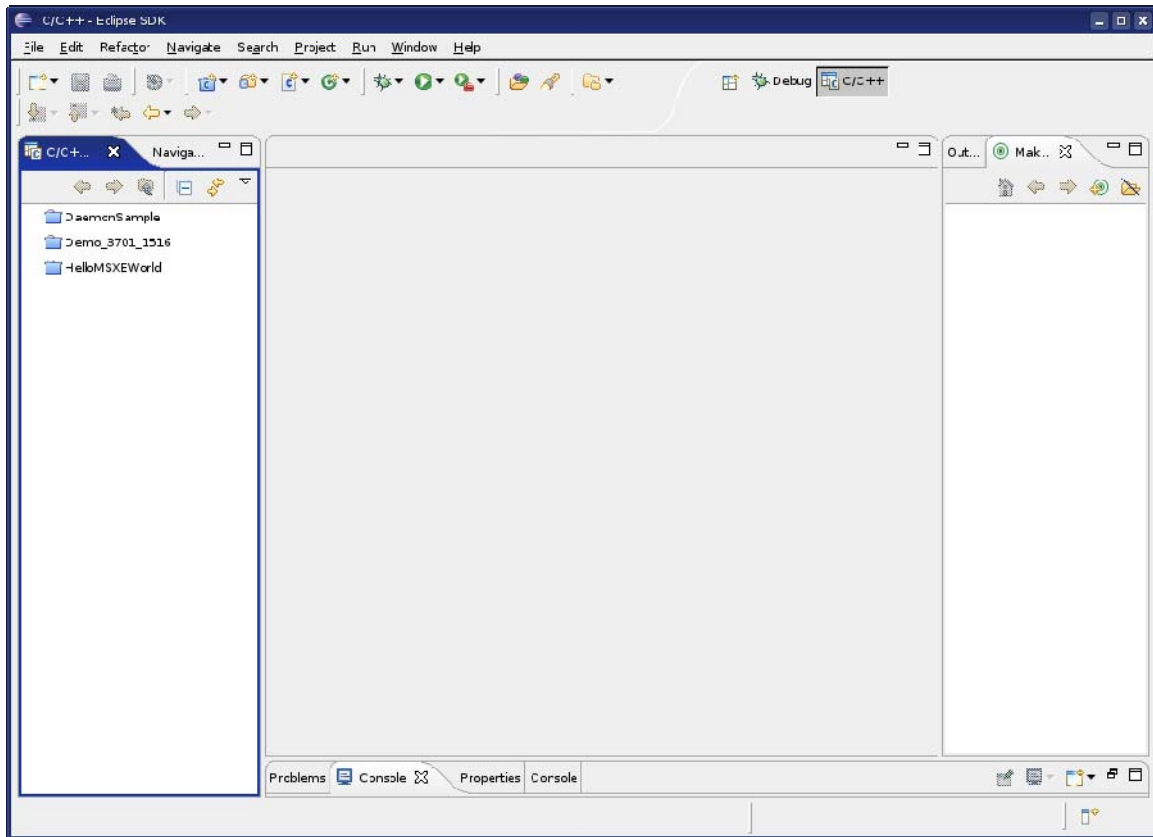 C/C++ - Eclipse SDK
File Edit Refactor Navigate Search Project Run Window Help
Debug C/C++
C/C+... Naviga... Out... Mak...
DaemonSample
Demo_3701_1516
HelloMSXEWorld
Problems Console Properties Console